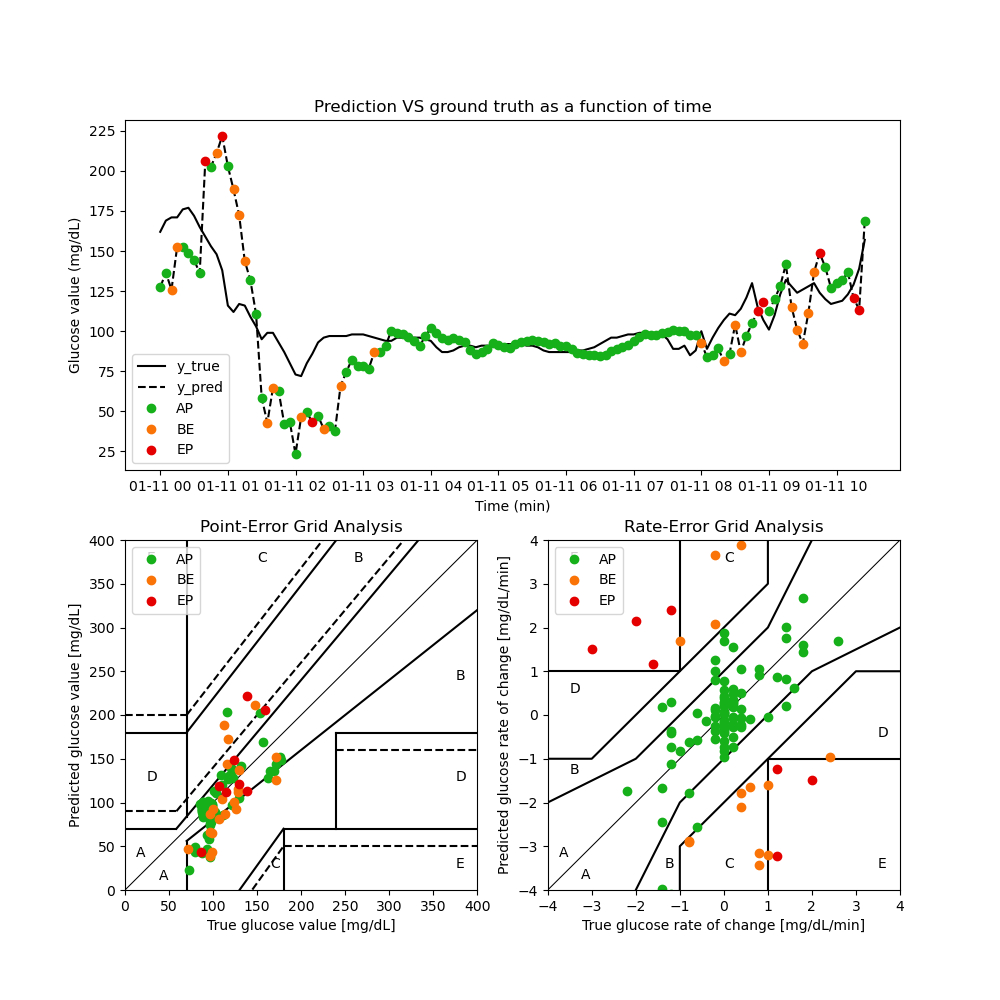 Prediction VS ground truth as a function of time
Glucose value (mg/dL)
225
200
175
150
125
100
75
50
25
y_true
y_pred
AP
BE
EP
01-11 00 01-11 01 01-11 02 01-11 03 01-11 04 01-11 05 01-11 06 01-11 07 01-11 08 01-11 09 01-11 10
Time (min)
Point-Error Grid Analysis
Predicted glucose value [mg/dL]
400
350
300
250
200
150
100
50
0
AP
BE
EP
C
B
B
D
D
A
A
C
E
0 50 100 150 200 250 300 350 400
True glucose value [mg/dL]
Rate-Error Grid Analysis
Predicted glucose rate of change [mg/dL/min]
4
3
2
1
0
−1
−2
−3
−4
AP
BE
EP
C
D
D
B
A
A
B
C
E
−4 −3 −2 −1 0 1 2 3 4
True glucose rate of change [mg/dL/min]